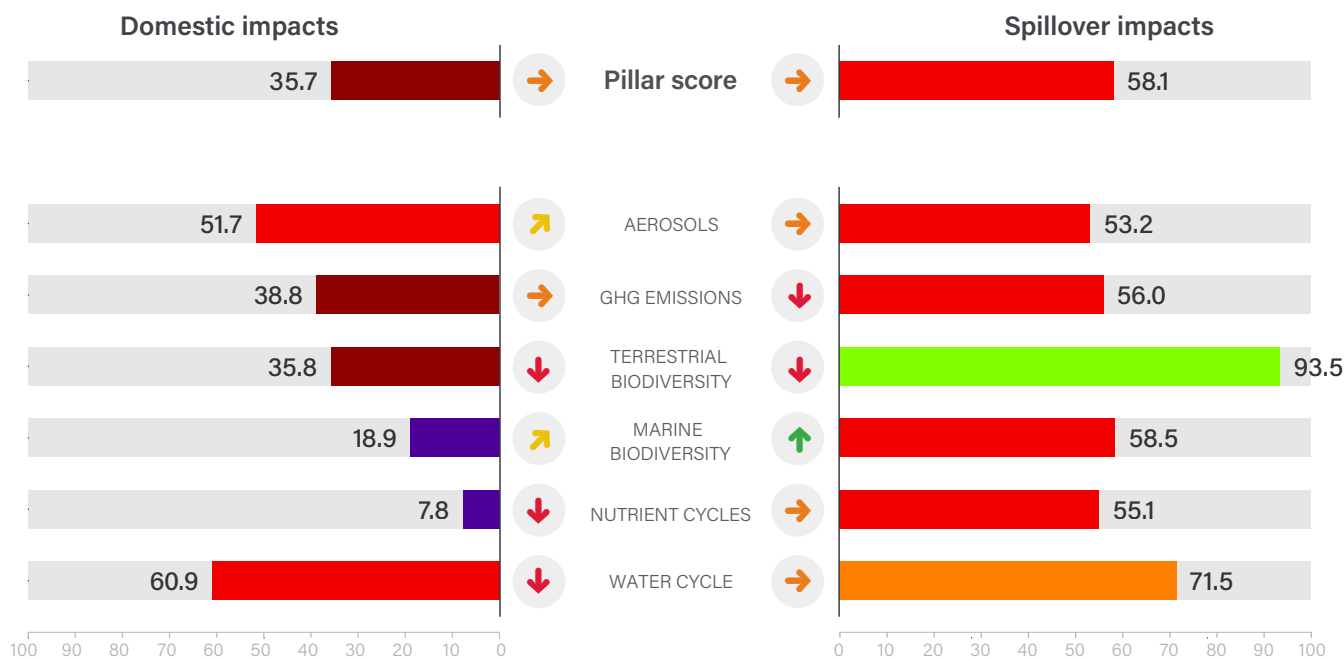 Domestic impacts Spillover impacts
35.7 Pillar score 58.1
51.7 AEROSOLS 53.2
38.8 GHG EMISSIONS 56.0
35.8 TERRESTRIAL 93.5
BIODIVERSITY
18.9 MARINE 58.5
BIODIVERSITY
7.8 NUTRIENT CYCLES 55.1
60.9 WATER CYCLE 71.5
100 90 80 70 60 50 40 30 20 10 0 0 10 20 30 40 50 60 70 80 90 100